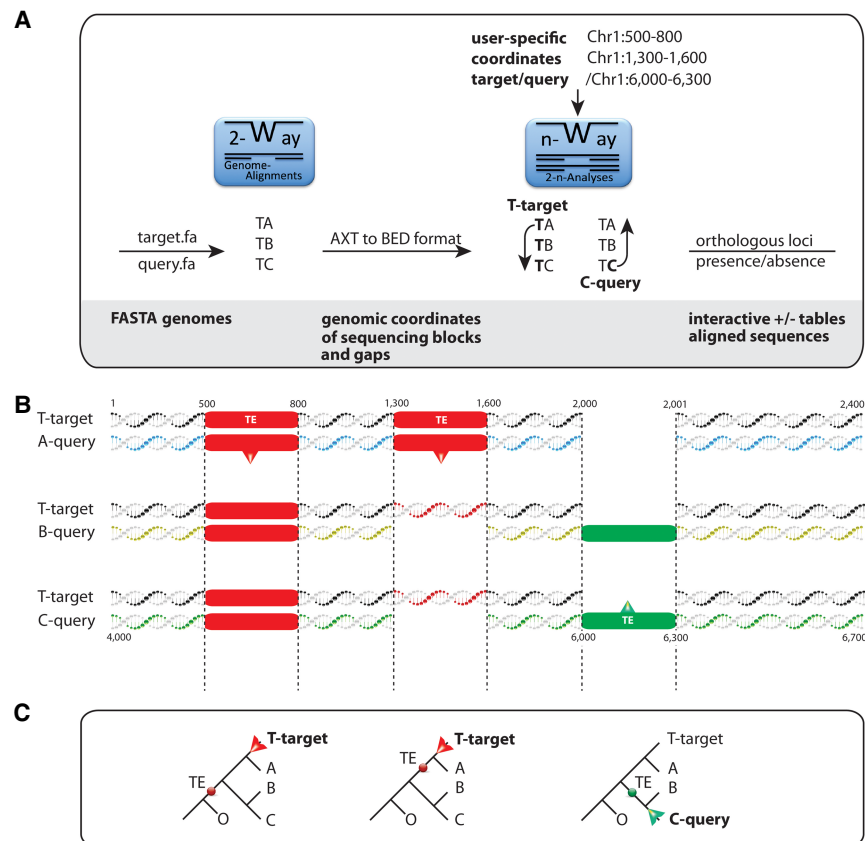 A
user-specific Chr1:500-800
coordinates Chr1:1,300-1,600
target/query /Chr1:6,000-6,300
2-Way
Genome-
Alignments
n-Way
2-n-Analyses
T-target
target.fa
query.fa
TA
TB
TC
AXT to BED format
TA
TB
TC
TA
TB
TC
C-query
orthologous loci
presence/absence
FASTA genomes
genomic coordinates
of sequencing blocks
and gaps
interactive +/- tables
aligned sequences
B
1 500 800 1,300 1,600 2,000 2,001 2,400
T-target TE TE
A-query
T-target
B-query
T-target
C-query TE
4,000 6,000 6,300 6,700
C
T-target
TE
A
B
O
C
T-target
TE
A
B
O
C
T-target
A
TE
B
O
C-query